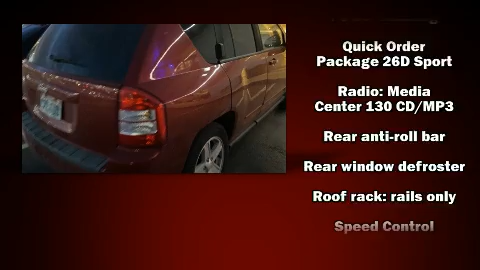 Quick Order
Package 26D Sport
Radio: Media
Center 130 CD/MP3
Rear anti-roll bar
Rear window defroster
Roof rack: rails only
Speed Control